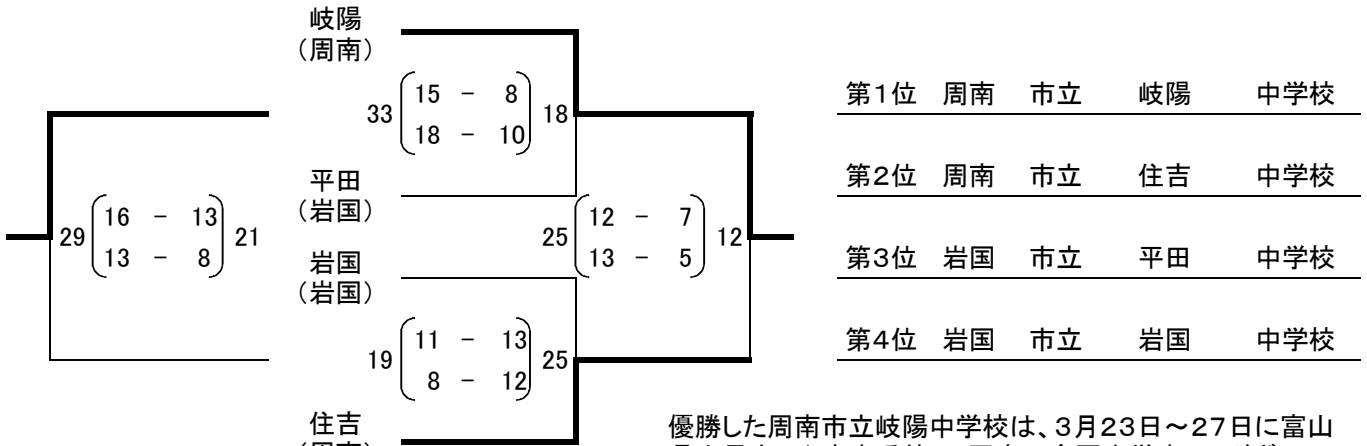 岐陽
（周南）
33 15 － 8 18
18 － 10
平田
（岩国）
岩国
（岩国）
19 11 － 13 25
8 － 12
住吉
29 16 － 13 21
13 － 8
25 12 － 7 12
13 － 5
第１位 周南 市立 岐陽 中学校
第２位 周南 市立 住吉 中学校
第３位 岩国 市立 平田 中学校
第４位 岩国 市立 岩国 中学校
優勝した周南市立岐陽中学校は、３月２３日～２７日に富山